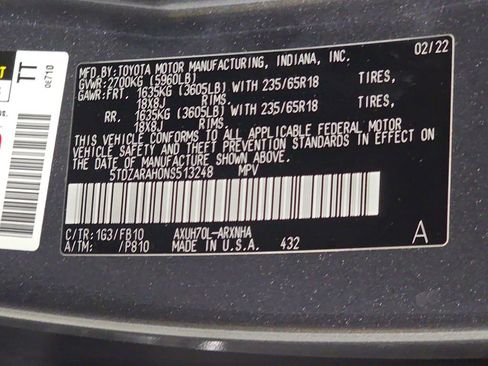 MFD.BY:TOYOTA MOTOR MANUFACTURING, INDIANA, INC. 02/22
GVWR:2700KG (5960LB)
GAWR:FRT. 1635KG (3605LB) WITH 235/65R18 TIRES,
18X8J RIMS.
RR. 1635KG (3605LB) WITH 235/65R18 TIRES,
18X8J RIMS.
THIS VEHICLE CONFORMS TO ALL APPLICABLE FEDERAL MOTOR
VEHICLE SAFETY AND THEFT PREVENTION STANDARDS IN EFFECT ON
THE DATE OF MANUFACTURE SHOWN ABOVE.
5TDZARAH0NS513248 MPV
C/TR:1G3/FB10 AXUH70L-ARXNHA A
A/TM: /P810 MADE IN U.S.A. 432
TT
0E710